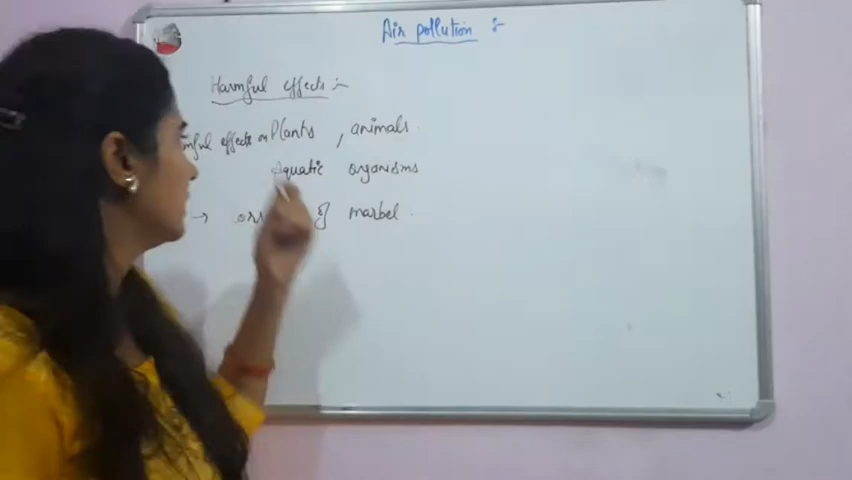 Air pollution :-
Harmful effects :-
effects on Plants , animals
Aquatic organisms
→ of marbel .